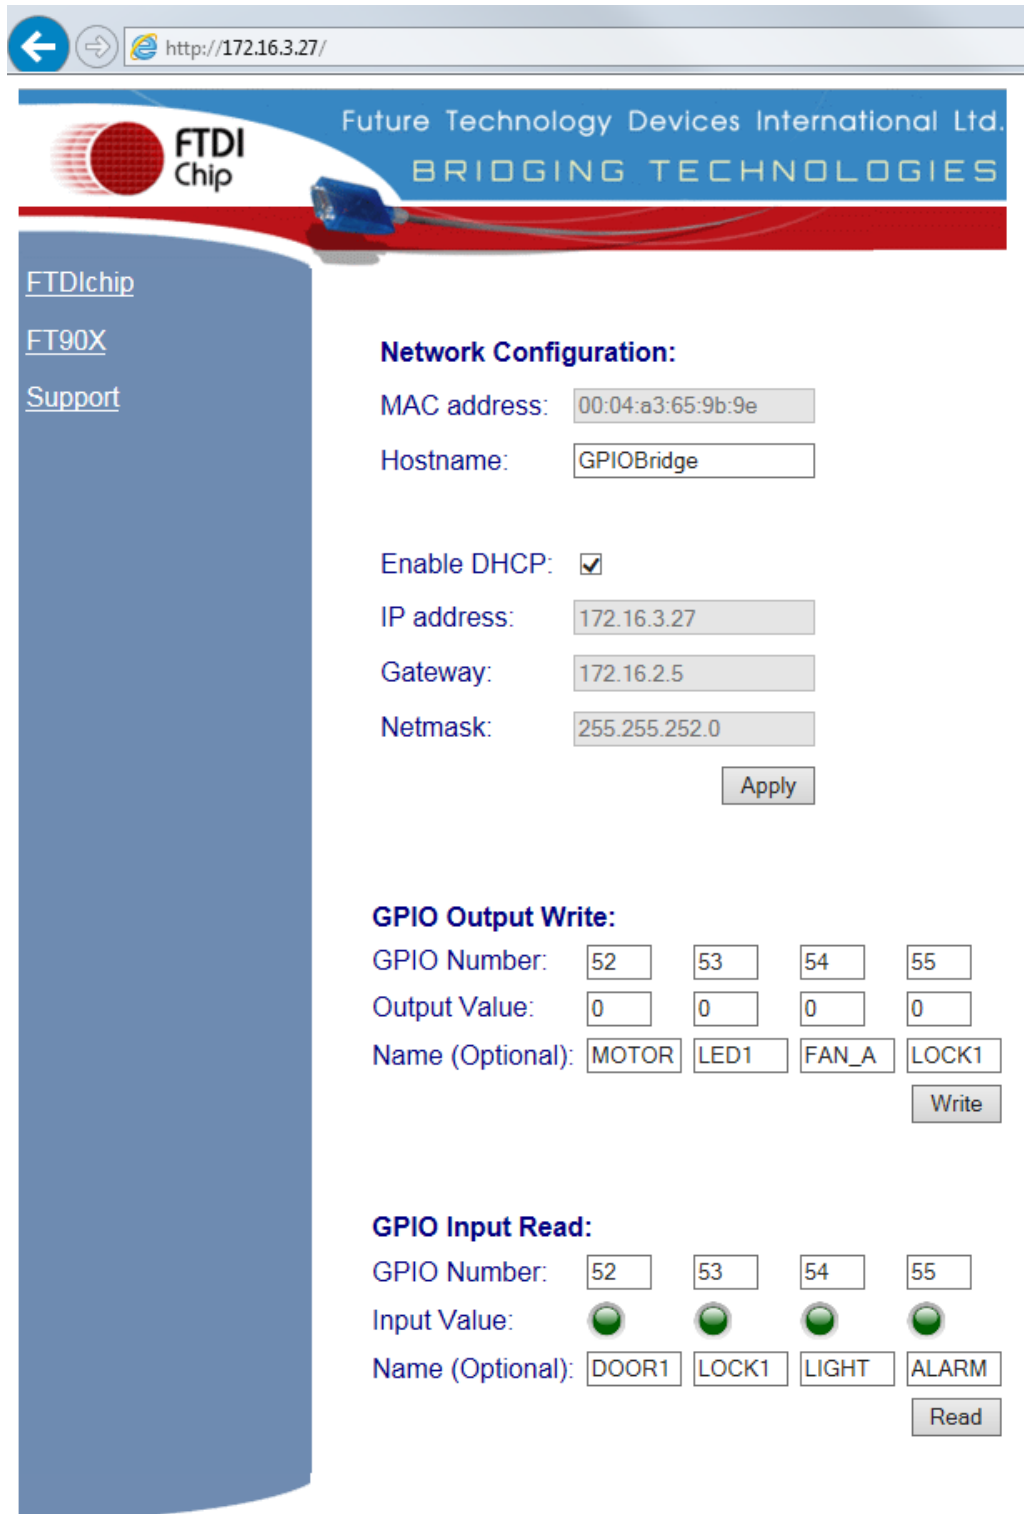 http://172.16.3.27/
Future Technology Devices International Ltd.
FTDI
Chip
BRIDGING TECHNOLOGIES
FTDIchip
FT90X
Support
Network Configuration:
MAC address: 00:04:a3:65:9b:9e
Hostname: GPIOBridge
Enable DHCP:
IP address: 172.16.3.27
Gateway: 172.16.2.5
Netmask: 255.255.252.0
Apply
GPIO Output Write:
GPIO Number: 52 53 54 55
Output Value: 0 0 0 0
Name (Optional): MOTOR LED1 FAN_A LOCK1
Write
GPIO Input Read:
GPIO Number: 52 53 54 55
Input Value:
Name (Optional): DOOR1 LOCK1 LIGHT ALARM
Read